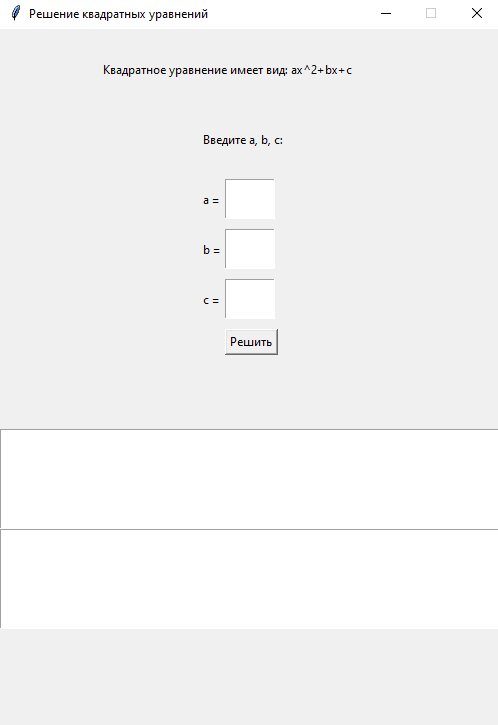 Решение квадратных уравнений
Квадратное уравнение имеет вид: ax^2+bx+c
Введите a, b, c:
a =
b =
c =
Решить